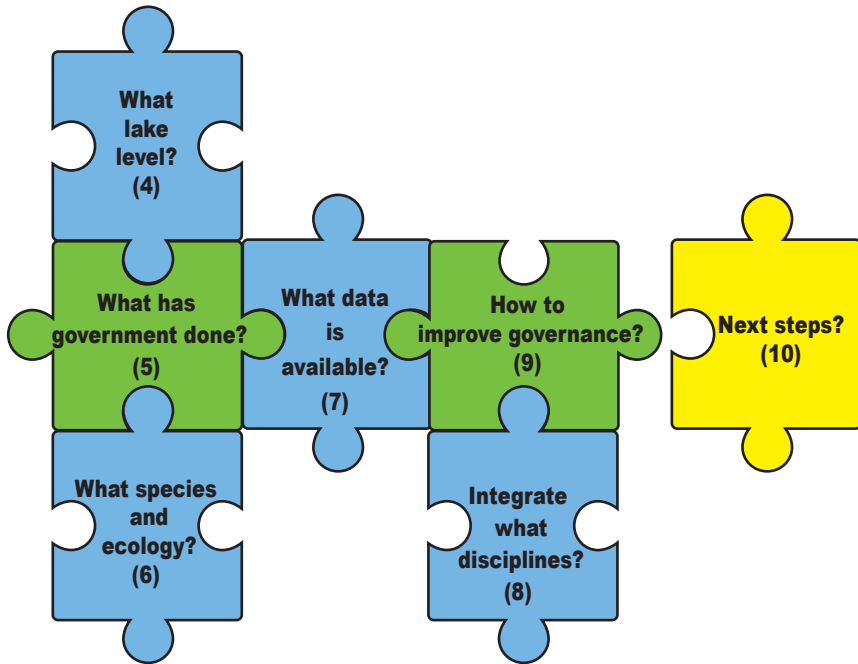 What
lake
level?
(4)
What has
government done?
(5)
What data
is
available?
(7)
How to
improve governance?
(9)
Next steps?
(10)
What species
and
ecology?
(6)
Integrate
what
disciplines?
(8)